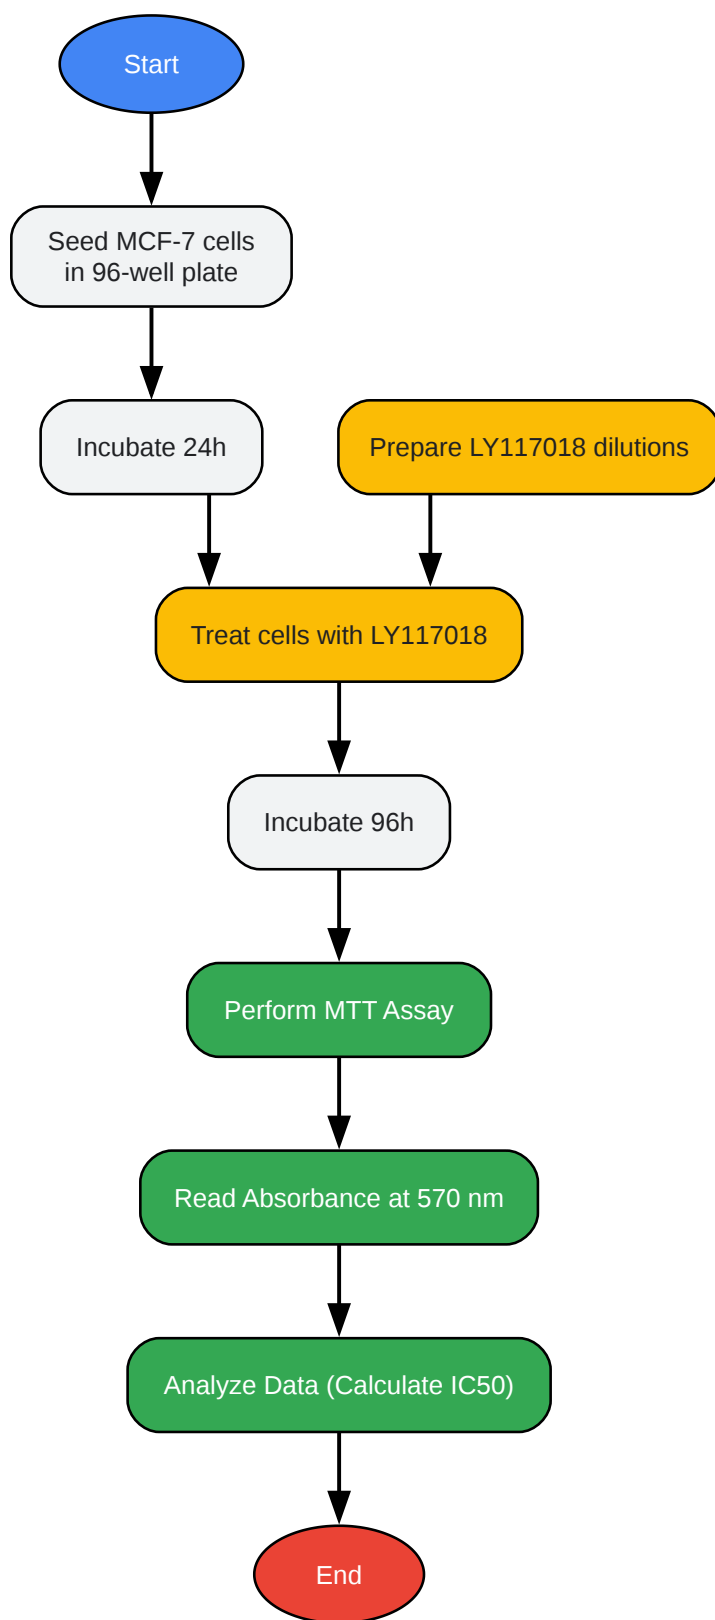 Start
Seed MCF-7 cells
in 96-well plate
Incubate 24h
Prepare LY117018 dilutions
Treat cells with LY117018
Incubate 96h
Perform MTT Assay
Read Absorbance at 570 nm
Analyze Data (Calculate IC50)
End